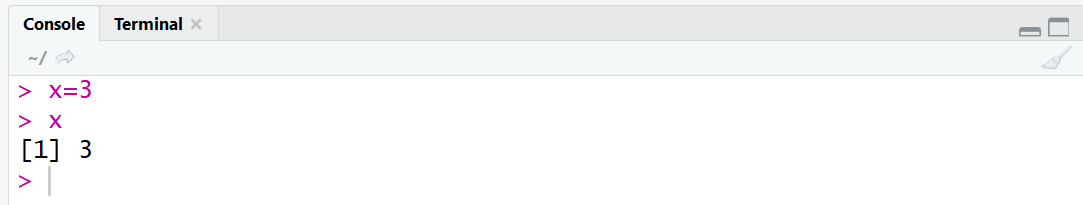 Console Terminal
~/
> x=3
> x
[1] 3
>